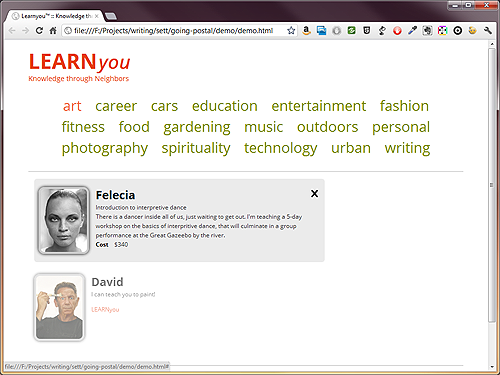 Learnyou™ :: Knowledge thr
file:///F:/Projects/writing/sett/going-postal/demo/demo.html
LEARNyou
Knowledge through Neighbors
art career cars education entertainment fashion
fitness food gardening music outdoors personal
photography spirituality technology urban writing
Felecia
Introduction to interpretive dance
There is a dancer inside all of us, just waiting to get out. I'm teaching a 5-day
workshop on the basics of interpritive dance, that will culminate in a group
performance at the Great Gazeebo by the river.
Cost $340
David
I can teach you to paint!
LEARNyou
file:///F:/Projects/writing/sett/going-postal/demo/demo.html#